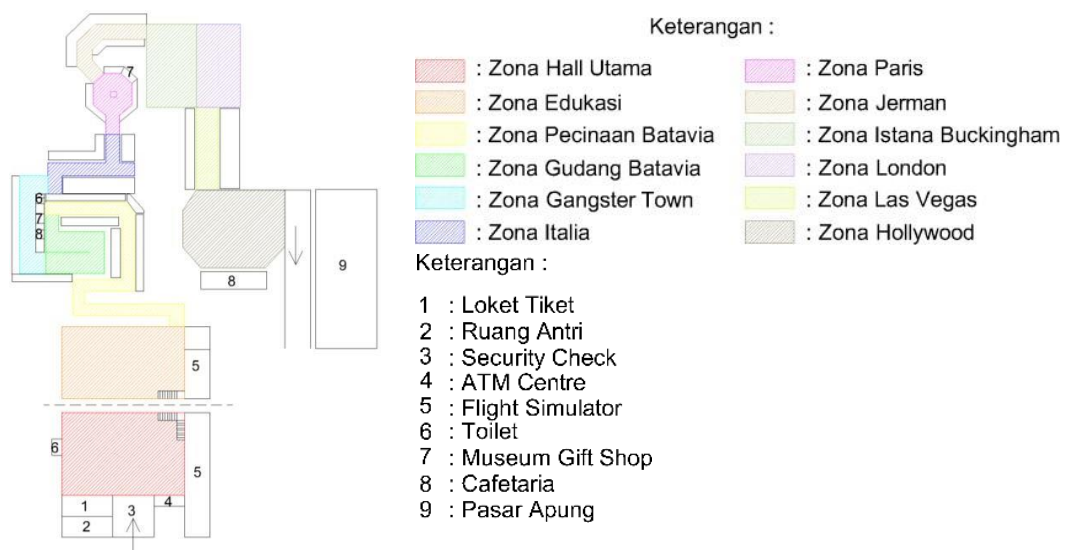 Keterangan :
: Zona Hall Utama
: Zona Edukasi
: Zona Pecinaan Batavia
: Zona Gudang Batavia
: Zona Gangster Town
: Zona Italia
: Zona Paris
: Zona Jerman
: Zona Istana Buckingham
: Zona London
: Zona Las Vegas
: Zona Hollywood
Keterangan :
1 : Loket Tiket
2 : Ruang Antri
3 : Security Check
4 : ATM Centre
5 : Flight Simulator
6 : Toilet
7 : Museum Gift Shop
8 : Cafetaria
9 : Pasar Apung
7
6
7
8
8
9
5
6
5
1
2
3
4